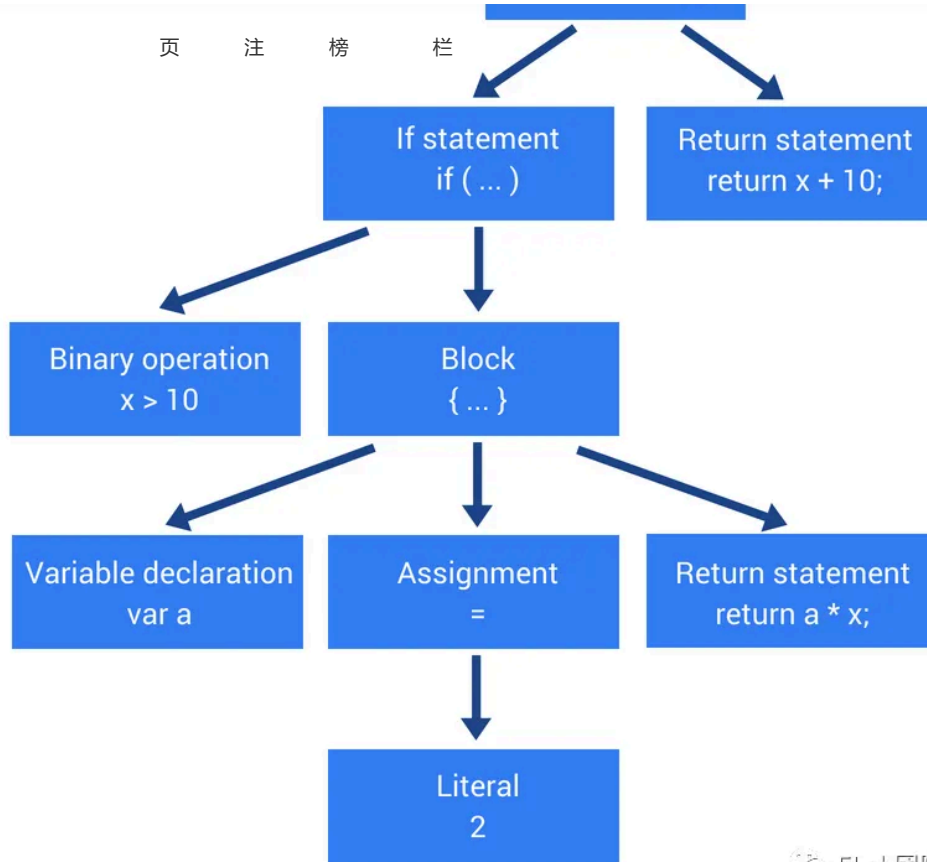 页 注 榜 栏
If statement
if ( ... )
Return statement
return x + 10;
Binary operation
x > 10
Block
{ ... }
Variable declaration
var a
Assignment
=
Return statement
return a * x;
Literal
2